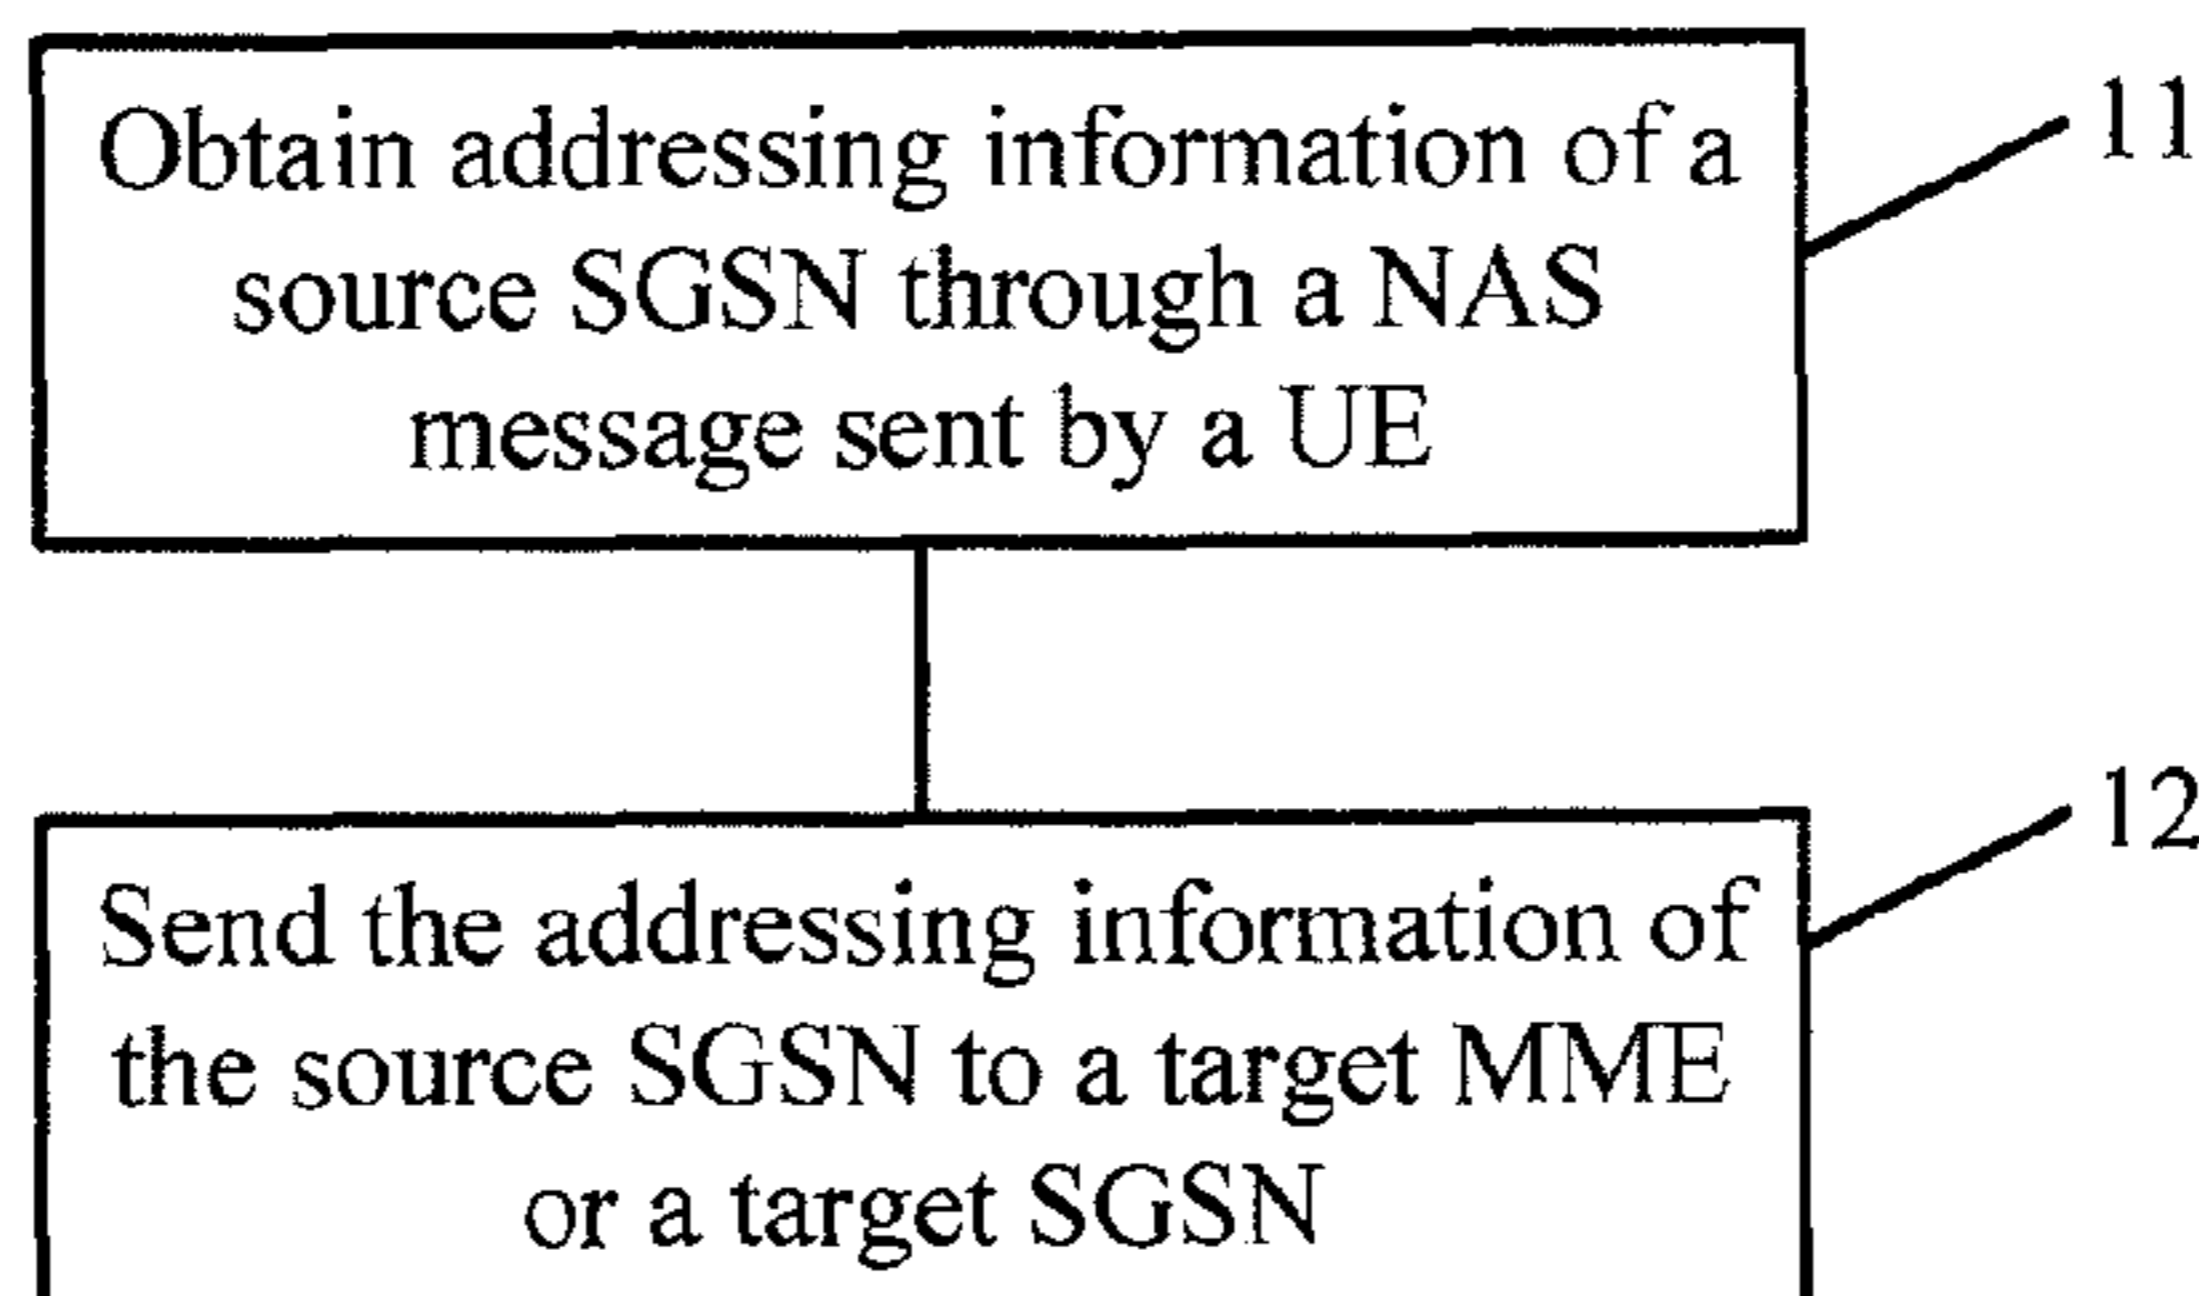 Obtain addressing information of a
source SGSN through a NAS
message sent by a UE
11
Send the addressing information of
the source SGSN to a target MME
or a target SGSN
12